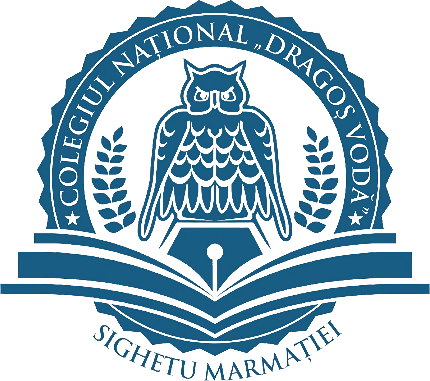 COLEGIUL NAȚIONAL „DRAGOȘ VODĂ”
SIGHETU MARMAȚIEI